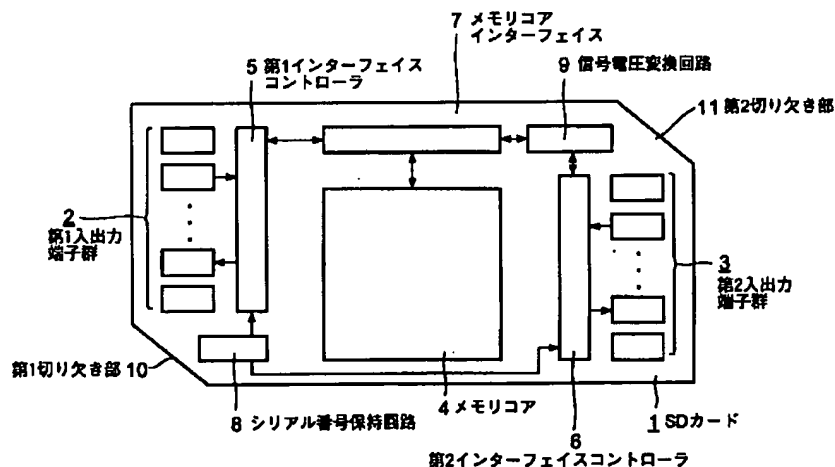 7 メモリコア
インターフェイス
5 第1インターフェイス
コントローラ
9 信号電圧変換回路
11 第2切り欠き部
2
第1入出力
端子群
3
第2入出力
端子群
第1切り欠き部 10
8 シリアル番号保持回路
4 メモリコア
6
第2インターフェイスコントローラ
1 SDカード